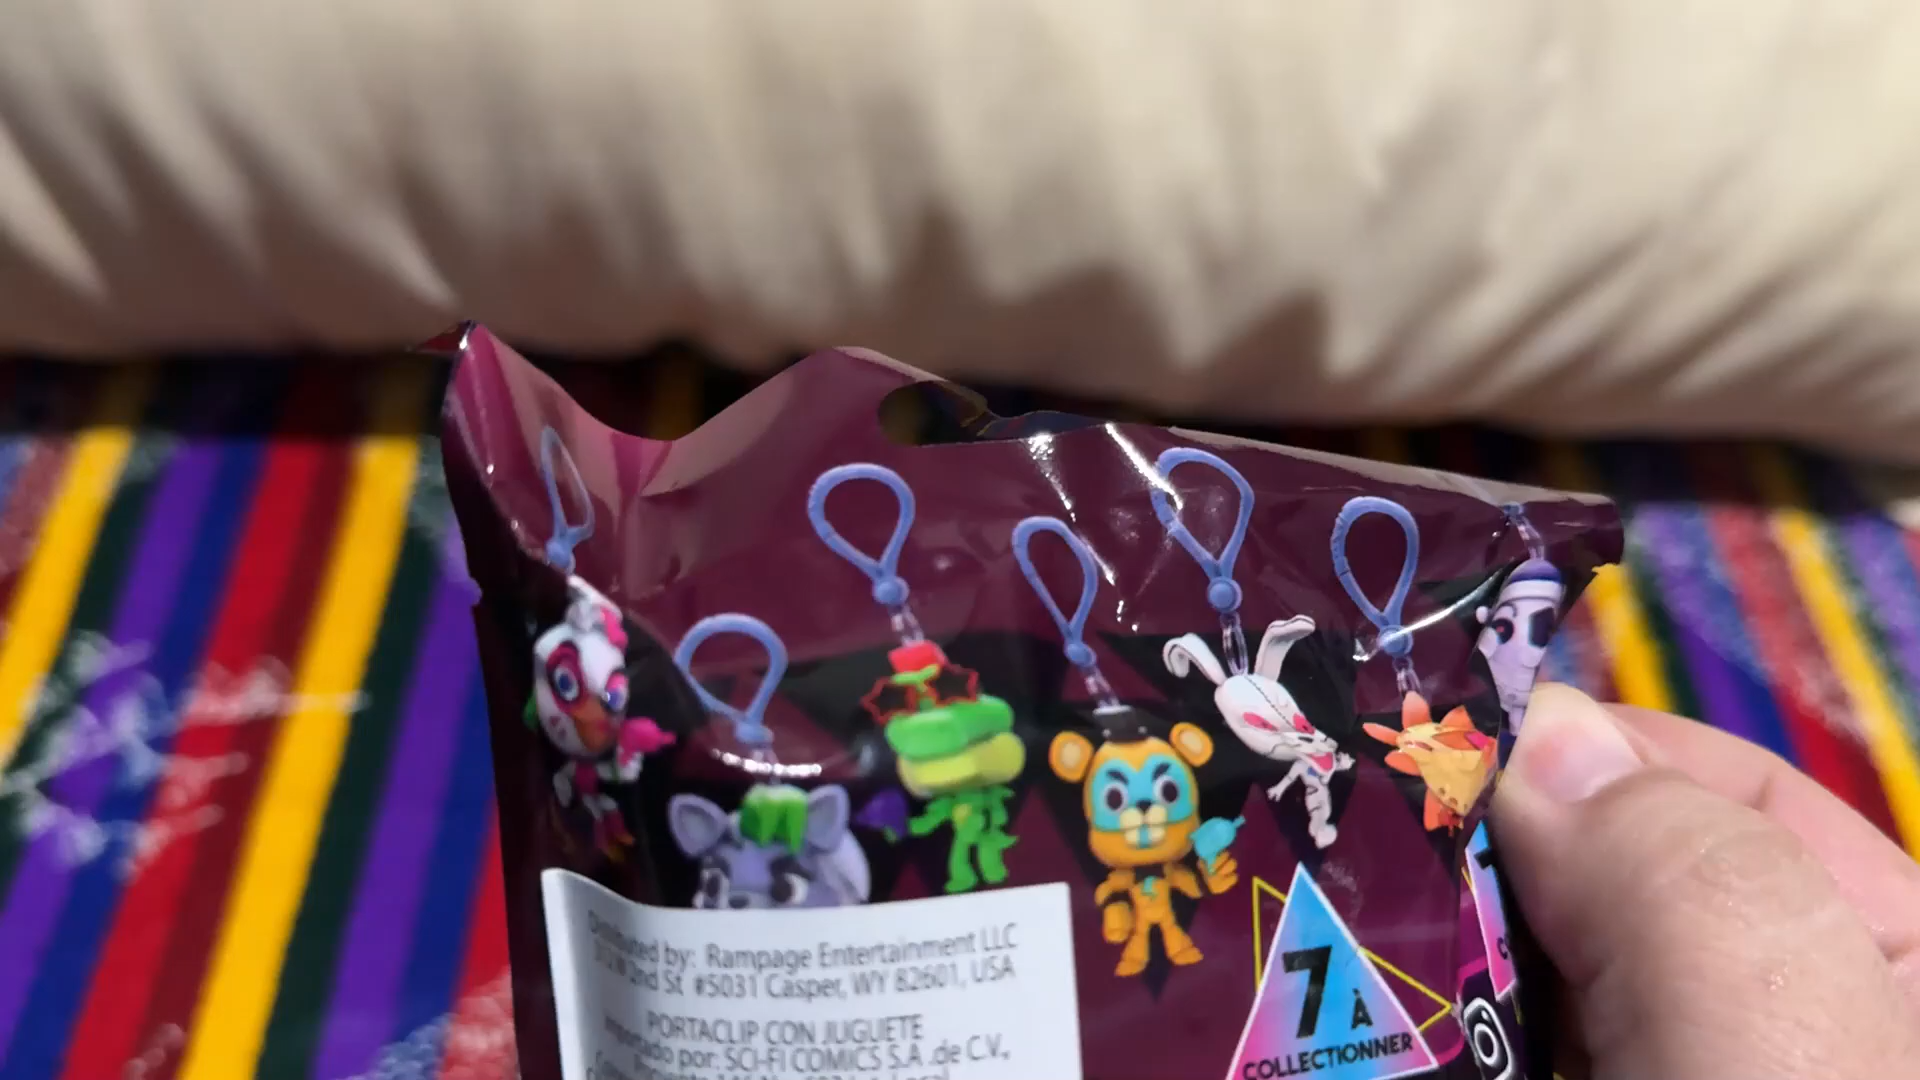 Distributed by: Rampage Entertainment LLC
2nd St #5031 Casper, WY 82601, USA
PORTACLIP CON JUGUETE
Importado por: SCI-FI COMICS S.A .de C.V.,
7 À
COLLECTIONNER